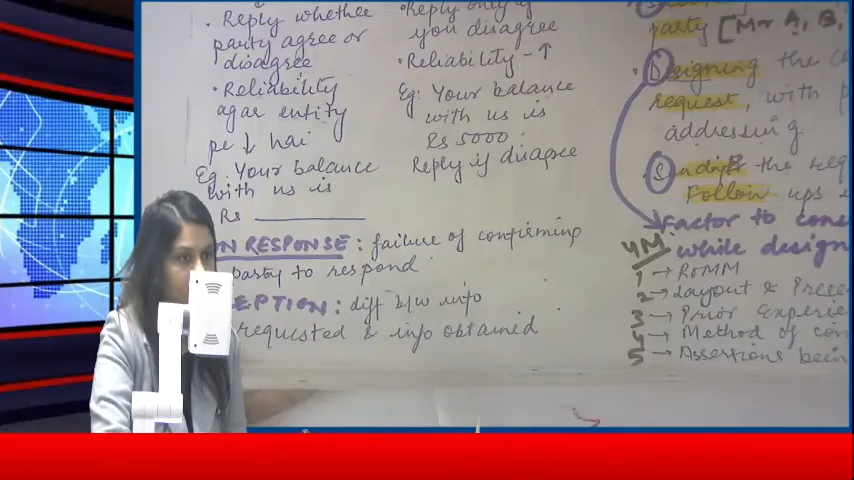 • Reply whether
party agree or
disagree
• Reliability
agar entity
pe ↓ hai
Eg: Your balance
with us is
Rs ________
• Reply only if
you disagree
• Reliability - ↑
Eg: Your balance
with us is
Rs 5000.
Reply if disagree
ON RESPONSE : failure of confirming
party to respond
EPTION : diff b/w info
requested & info obtained
party [Mr A, B,
• Designing the
request, with
addressing
• Sending the req
Follow ups
Factor to cons
while design
4M
1 → ROMM
2 → Layout & Prese
3 → Prior Experie
4 → Method of com
5 → Assertions bein